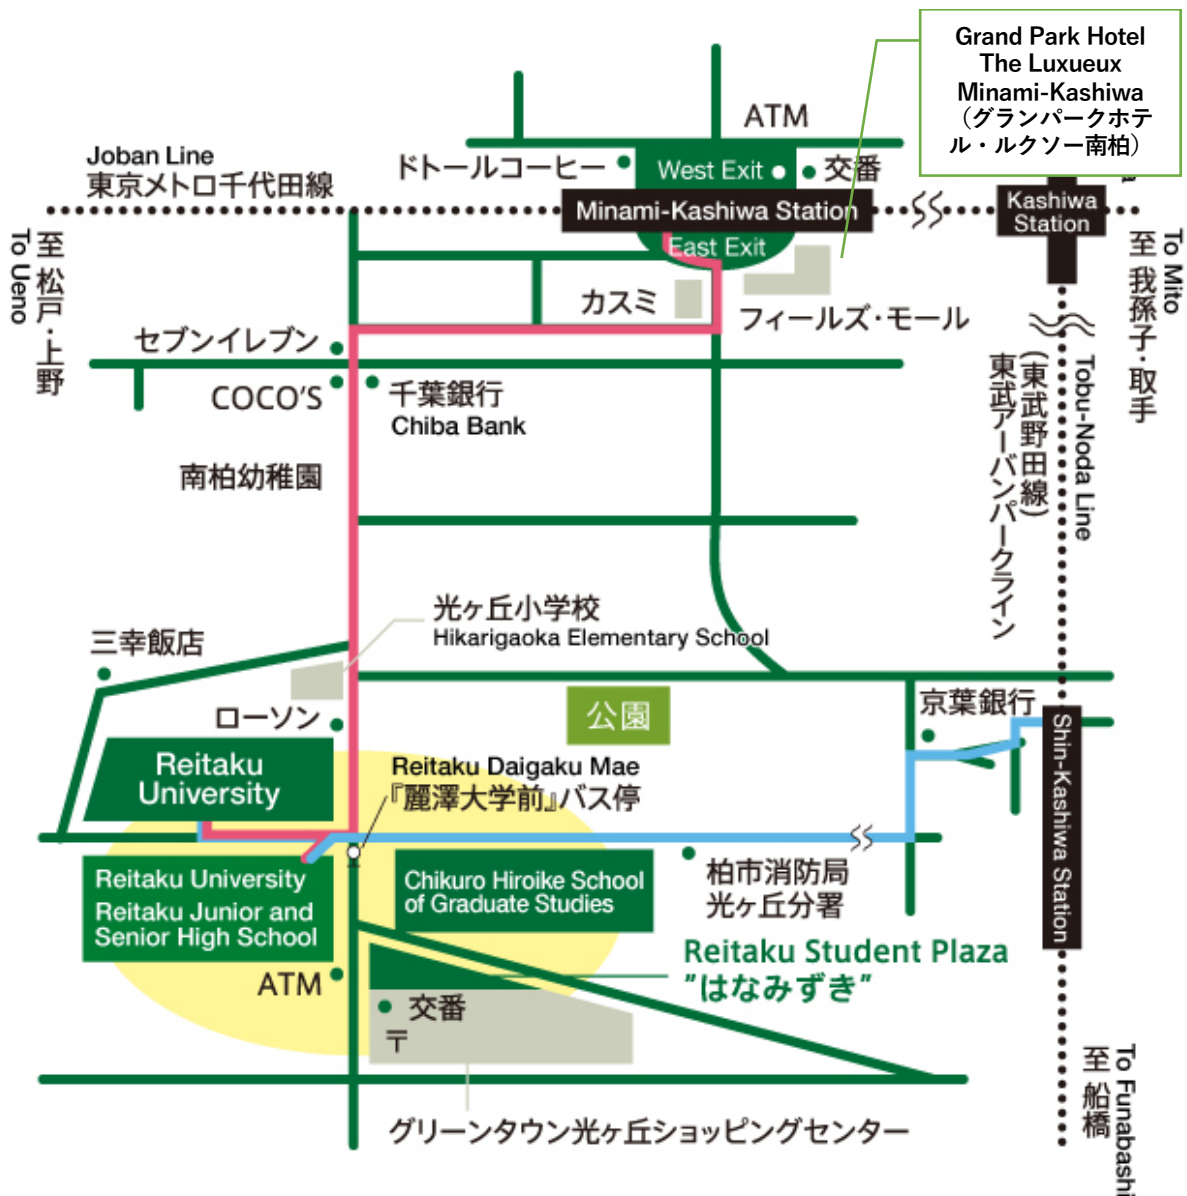 Grand Park Hotel
The Luxueux
Minami-Kashiwa
（グランパークホテ
ル・ルクソー南柏）
ATM
Joban Line
東京メトロ千代田線
ドトールコーヒー
West Exit
交番
Minami-Kashiwa Station
Kashiwa
Station
East Exit
To Ueno
至 松戸・上野
To Mito
至 我孫子・取手
カスミ
フィールズ・モール
セブンイレブン
COCO'S
千葉銀行
Chiba Bank
Tobu-Noda Line
(東武野田線)
東武アーバンパークライン
南柏幼稚園
光ヶ丘小学校
Hikarigaoka Elementary School
三幸飯店
ローソン
公園
京葉銀行
Shin-Kashiwa Station
Reitaku
University
Reitaku Daigaku Mae
『麗澤大学前』バス停
Reitaku University
Reitaku Junior and
Senior High School
Chikuro Hiroike School
of Graduate Studies
柏市消防局
光ヶ丘分署
Reitaku Student Plaza
"はなみずき"
ATM
交番
〒
To Funabashi
至 船橋
グリーンタウン光ヶ丘ショッピングセンター